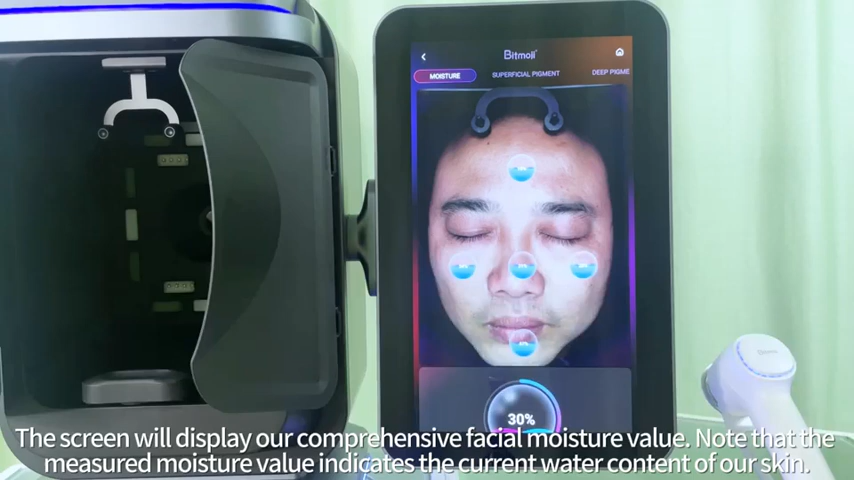 Bitmoji
MOISTURE SUPERFICIAL PIGMENT DEEP PIGME
30%
The screen will display our comprehensive facial moisture value. Note that the
measured moisture value indicates the current water content of our skin.